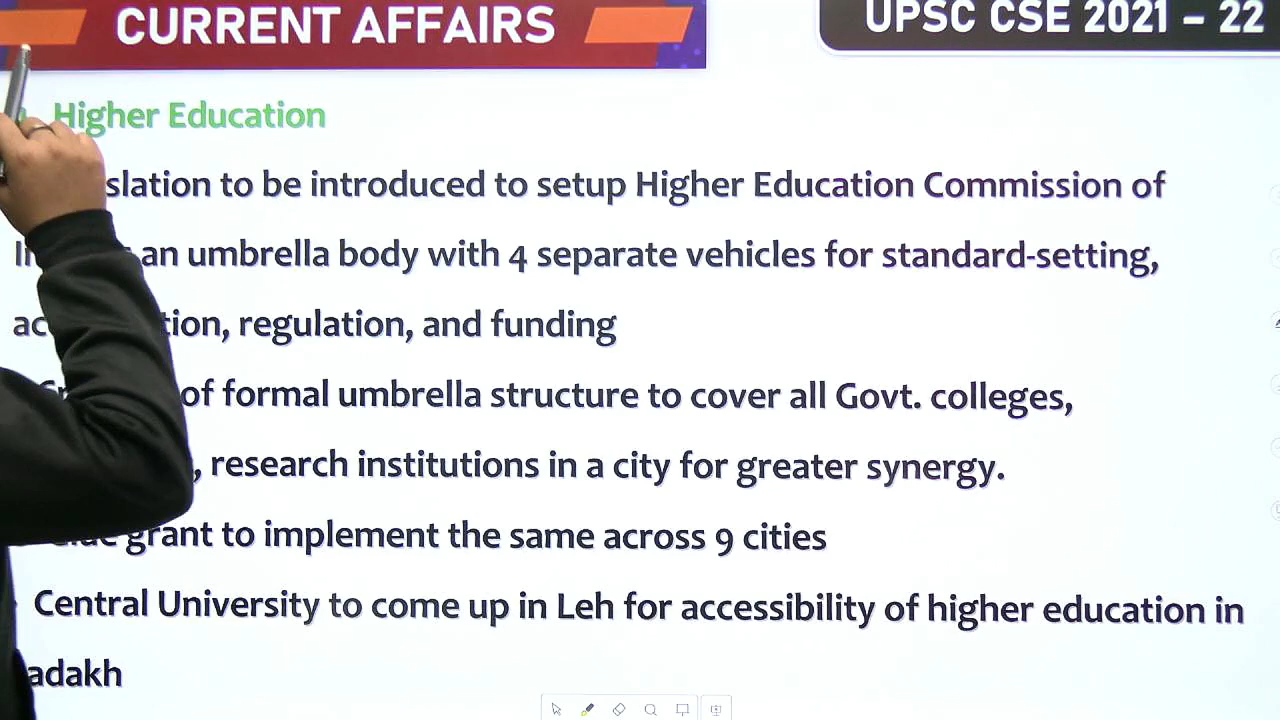 CURRENT AFFAIRS
UPSC CSE 2021 – 22
Higher Education
slation to be introduced to setup Higher Education Commission of
an umbrella body with 4 separate vehicles for standard-setting,
tion, regulation, and funding
of formal umbrella structure to cover all Govt. colleges,
, research institutions in a city for greater synergy.
grant to implement the same across 9 cities
Central University to come up in Leh for accessibility of higher education in
adakh